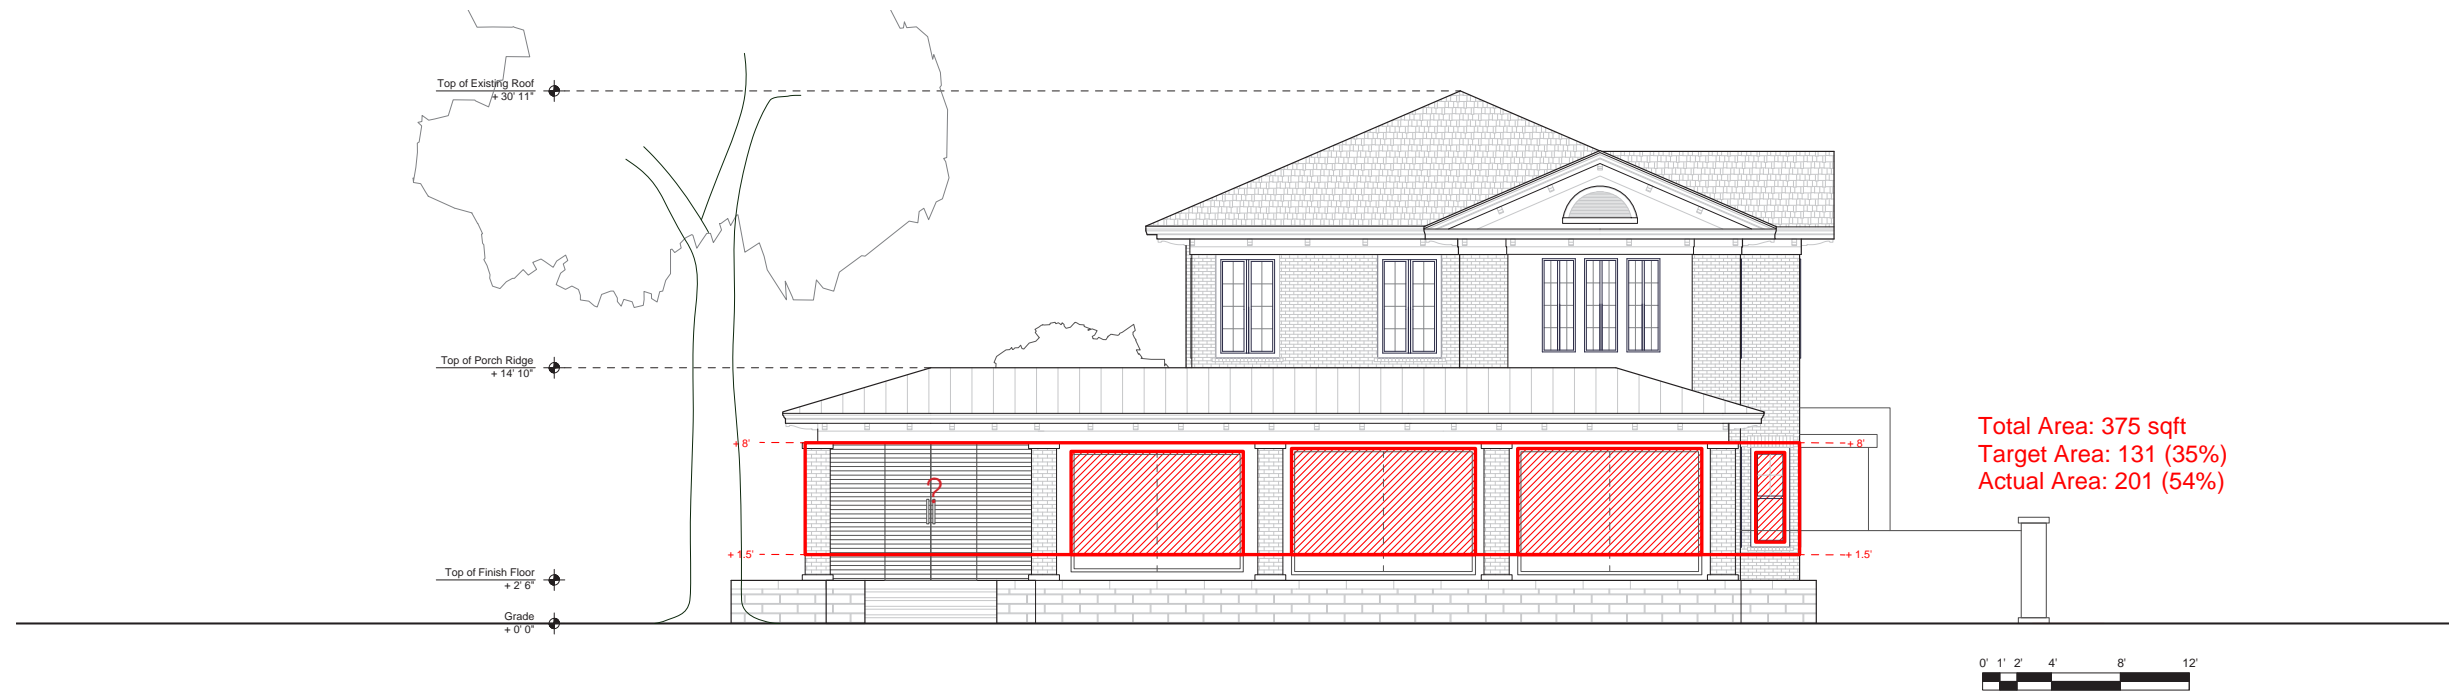 Top of Existing Roof
+ 30' 11"
Top of Porch Ridge
+ 14' 10"
Total Area: 375 sqft
Target Area: 131 (35%)
Actual Area: 201 (54%)
+ 8'
+ 8'
?
+ 1.5'
+ 1.5'
Top of Finish Floor
+ 2' 6"
Grade
+ 0' 0"
0' 1' 2' 4' 8' 12'